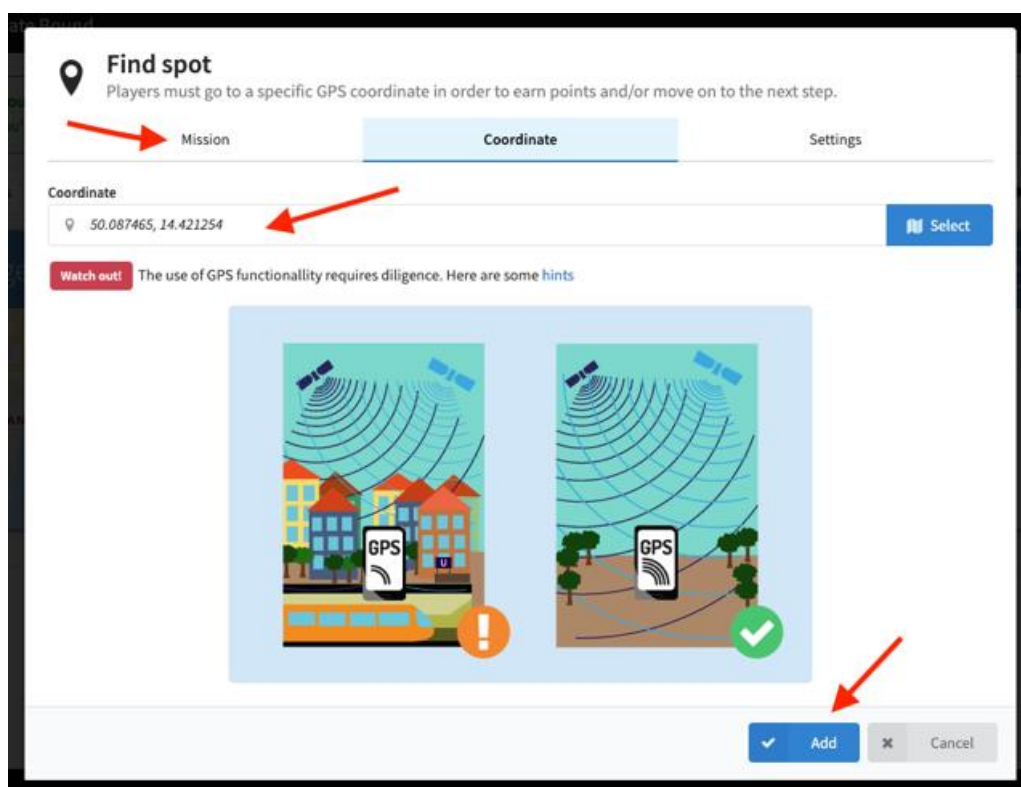 Find spot
Players must go to a specific GPS coordinate in order to earn points and/or move on to the next step.
Mission
Coordinate
Settings
Coordinate
50.087465, 14.421254
Select
Watch out! The use of GPS functionallity requires diligence. Here are some hints
GPS
U
GPS
Add
Cancel